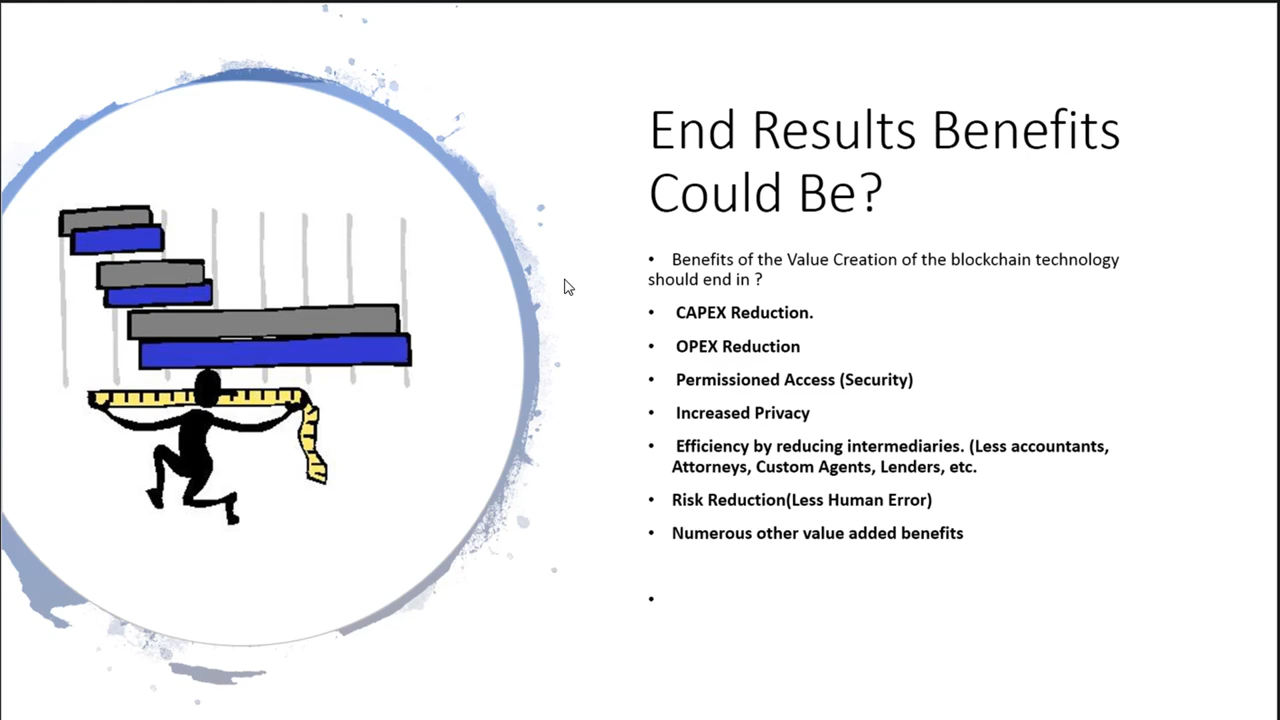 End Results Benefits
Could Be?
• Benefits of the Value Creation of the blockchain technology
should end in ?
• CAPEX Reduction.
• OPEX Reduction
• Permissioned Access (Security)
• Increased Privacy
• Efficiency by reducing intermediaries. (Less accountants,
Attorneys, Custom Agents, Lenders, etc.
• Risk Reduction(Less Human Error)
• Numerous other value added benefits
•